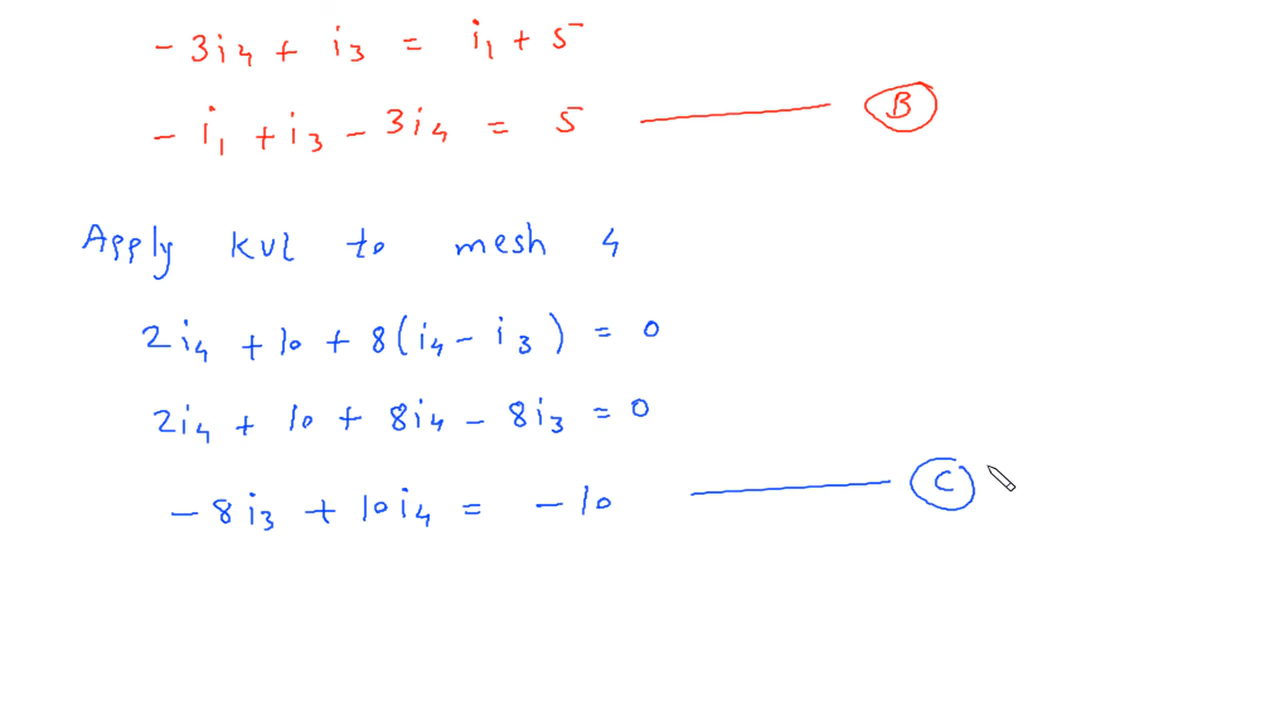 -3i₄ + i₃ = i₁ + 5
-i₁ + i₃ - 3i₄ = 5 B
Apply kvl to mesh 4
2i₄ + 10 + 8(i₄ - i₃) = 0
2i₄ + 10 + 8i₄ - 8i₃ = 0
-8i₃ + 10i₄ = -10 C